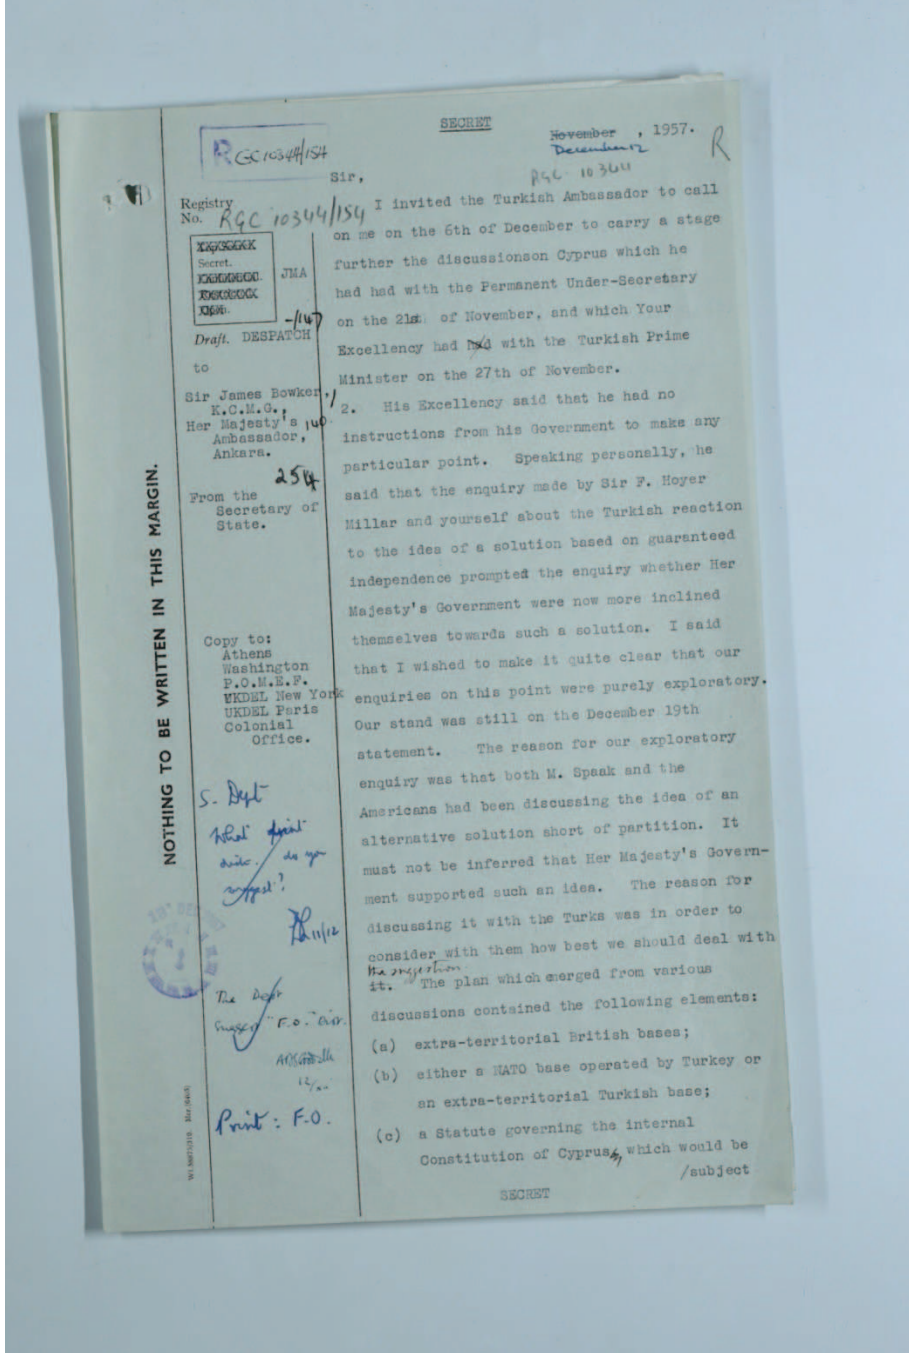 SECRET
November , 1957.
December 12
R
RGC 10344/154
RGC 10344
Sir,
Registry
No. RGC 10344/154
Secret.
JMA
-/147
Draft. DESPATCH
to
Sir James Bowker,
K.C.M.G.,
Her Majesty's 140
Ambassador,
Ankara.
254
From the
Secretary of
State.
Copy to:
Athens
Washington
P.O.M.E.F.
UKDEL New York
UKDEL Paris
Colonial
Office.
S. Dept
What print
do you
suggest?
11/12
The Dept
suggest "F.O."
12/
Print: F.O.
NOTHING TO BE WRITTEN IN THIS MARGIN.
I invited the Turkish Ambassador to call
on me on the 6th of December to carry a stage
further the discussionson Cyprus which he
had had with the Permanent Under-Secretary
on the 21st of November, and which Your
Excellency had had with the Turkish Prime
Minister on the 27th of November.
2. His Excellency said that he had no
instructions from his Government to make any
particular point. Speaking personally, he
said that the enquiry made by Sir F. Hoyer
Millar and yourself about the Turkish reaction
to the idea of a solution based on guaranteed
independence prompted the enquiry whether Her
Majesty's Government were now more inclined
themselves towards such a solution. I said
that I wished to make it quite clear that our
enquiries on this point were purely exploratory.
Our stand was still on the December 19th
statement. The reason for our exploratory
enquiry was that both M. Spaak and the
Americans had been discussing the idea of an
alternative solution short of partition. It
must not be inferred that Her Majesty's Govern-
ment supported such an idea. The reason for
discussing it with the Turks was in order to
consider with them how best we should deal with
the suggestion
it. The plan which emerged from various
discussions contained the following elements:
(a) extra-territorial British bases;
(b) either a NATO base operated by Turkey or
an extra-territorial Turkish base;
(c) a Statute governing the internal
Constitution of Cyprus, which would be
/subject
SECRET